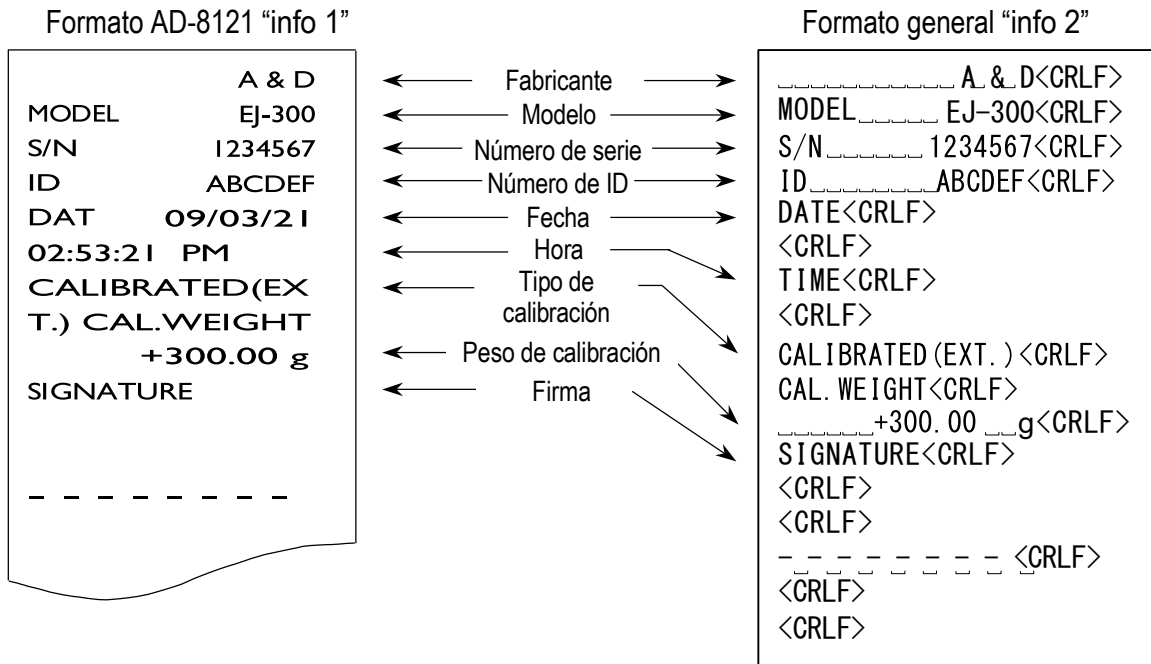 Formato AD-8121 “info 1”
A & D
MODEL EJ-300
S/N 1234567
ID ABCDEF
DAT 09/03/21
02:53:21 PM
CALIBRATED(EX
T.) CAL.WEIGHT
+300.00 g
SIGNATURE
- - - - - - - - -
Fabricante
Modelo
Número de serie
Número de ID
Fecha
Hora
Tipo de
calibración
Peso de calibración
Firma
Formato general “info 2”
␣␣␣␣␣␣␣␣␣␣␣A␣&␣D<CRLF>
MODEL␣␣␣␣␣EJ-300<CRLF>
S/N␣␣␣␣␣␣1234567<CRLF>
ID␣␣␣␣␣␣␣␣ABCDEF<CRLF>
DATE<CRLF>
<CRLF>
TIME<CRLF>
<CRLF>
CALIBRATED(EXT.)<CRLF>
CAL.WEIGHT<CRLF>
␣␣␣␣␣␣+300.00␣␣g<CRLF>
SIGNATURE<CRLF>
<CRLF>
<CRLF>
-␣-␣-␣-␣-␣-␣-␣-<CRLF>
<CRLF>
<CRLF>